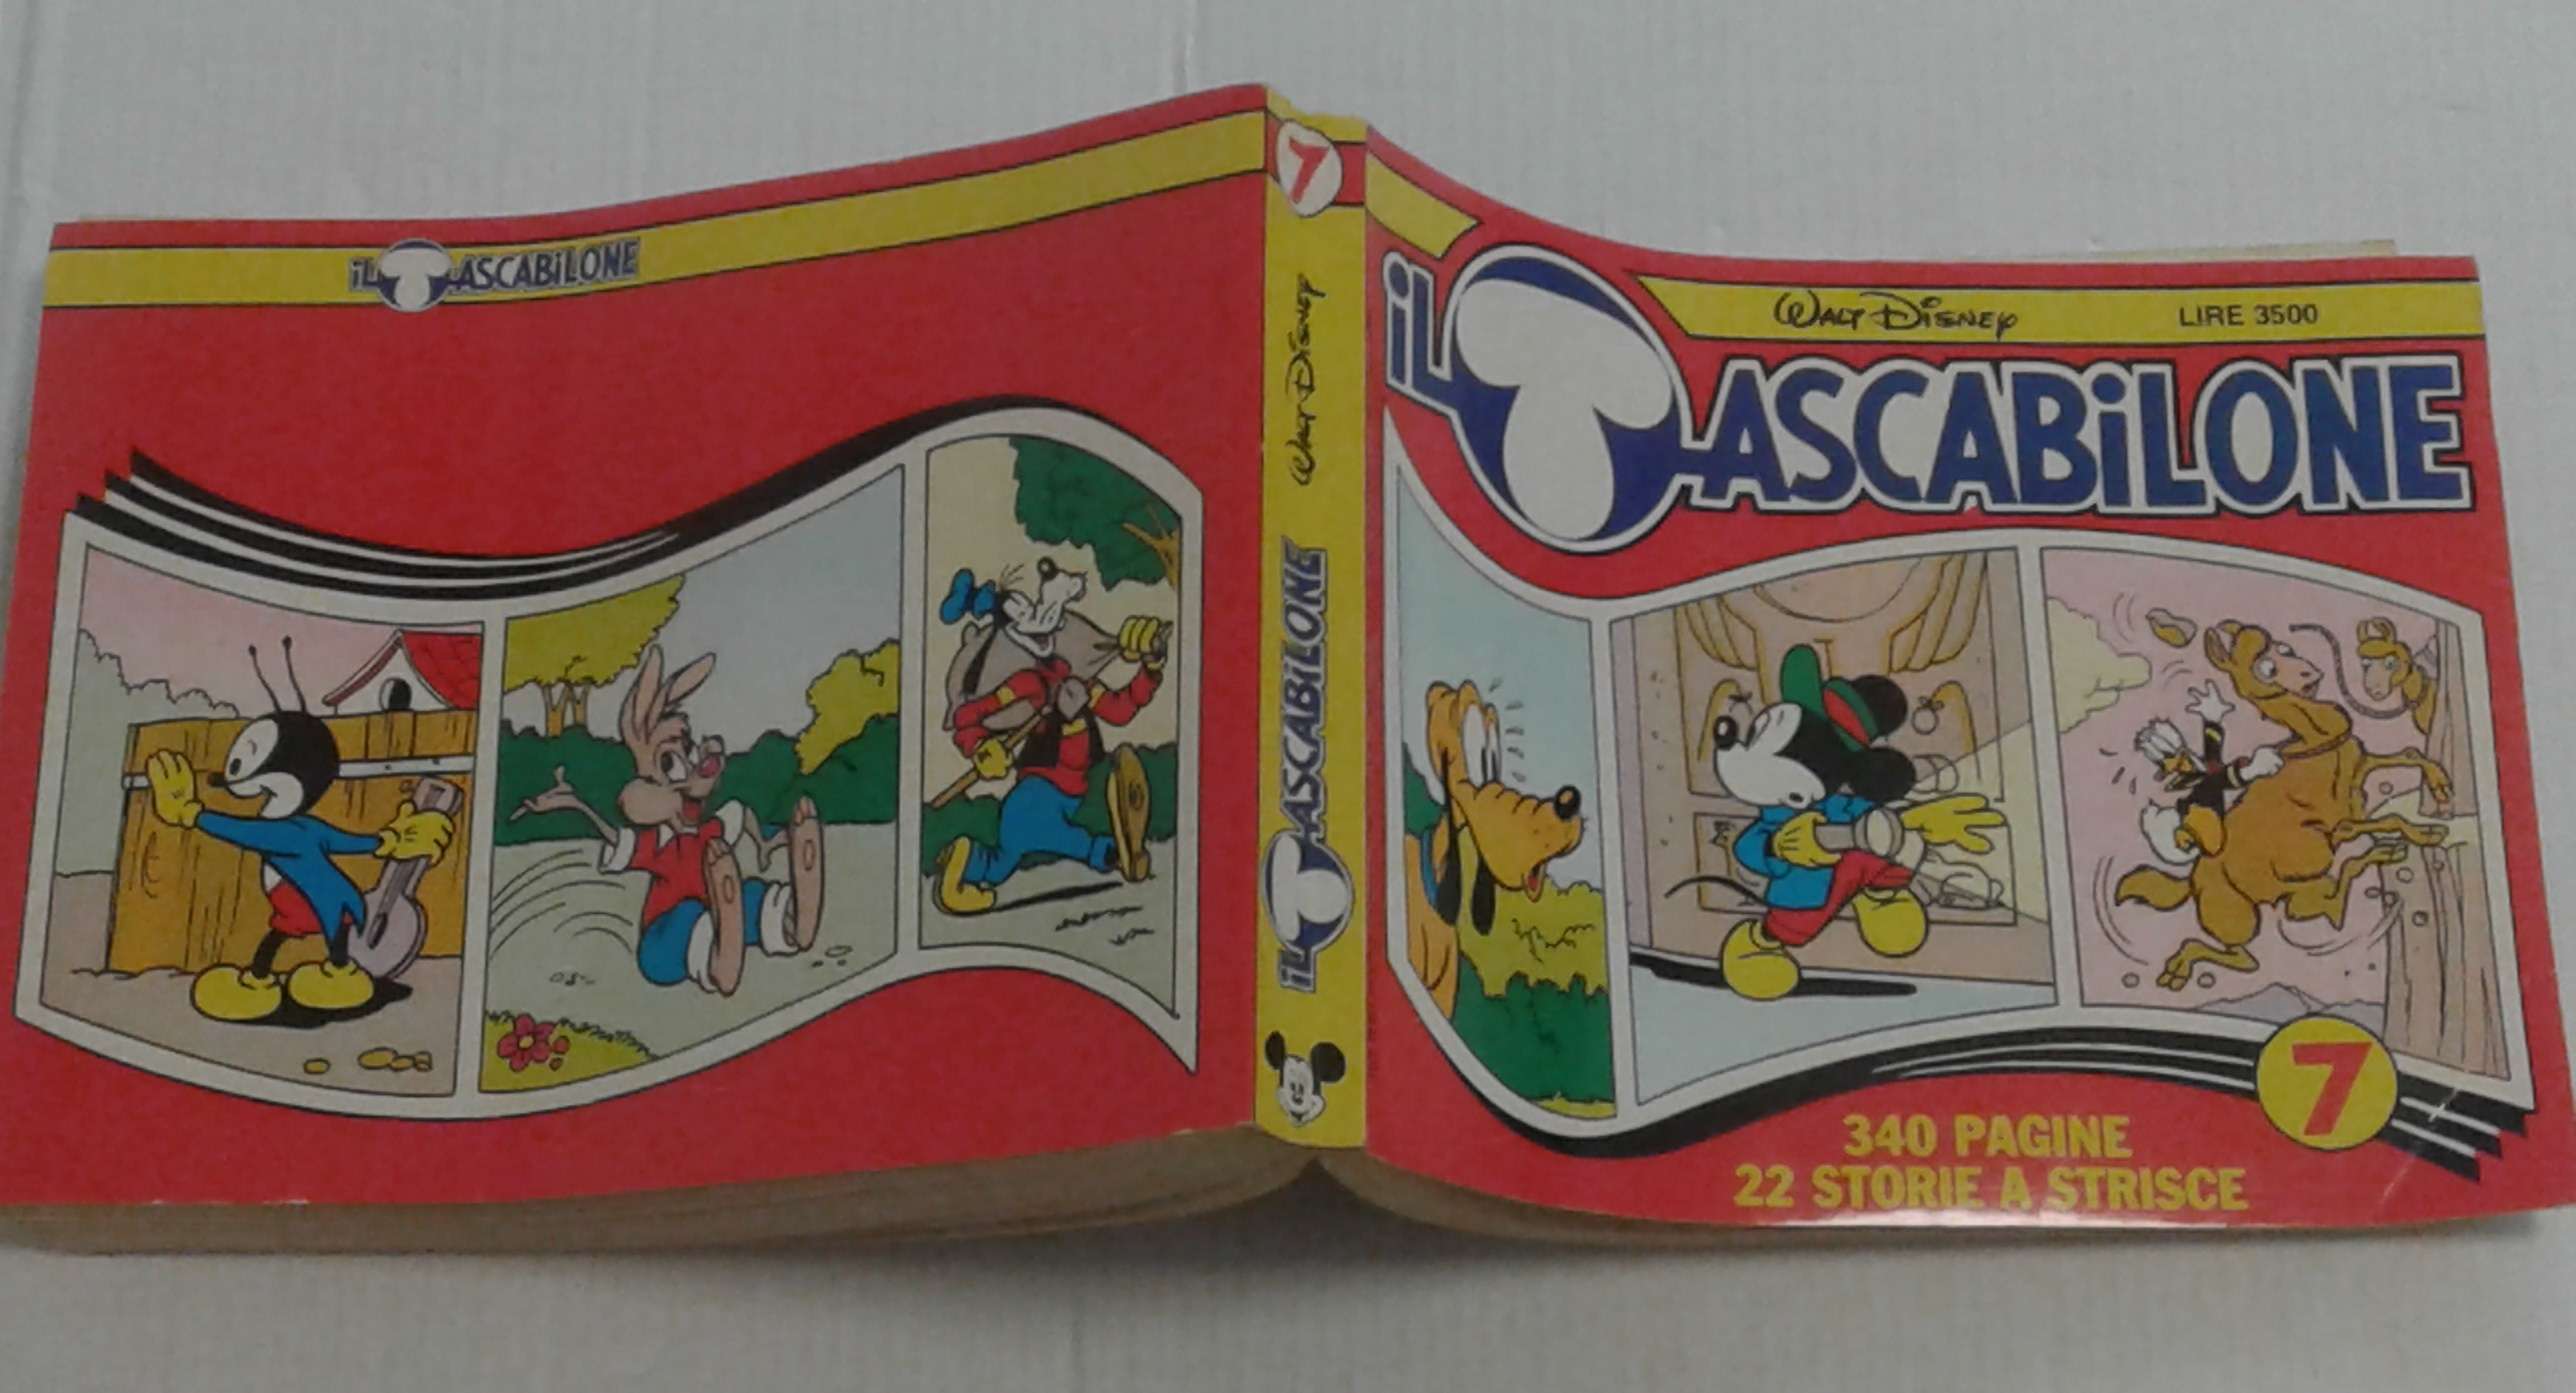 iL TASCABiLONE
7
WALT DISNEY
iL TASCABiLONE
WALT DISNEY
LIRE 3500
iL TASCABiLONE
7
340 PAGINE
22 STORIE A STRISCE